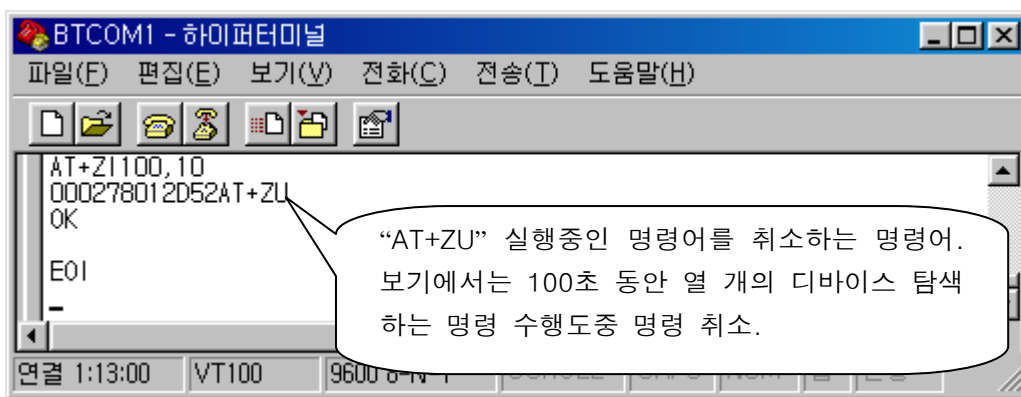 BTCOM1 - 하이퍼터미널
파일(F) 편집(E) 보기(V) 전화(C) 전송(T) 도움말(H)
AT+ZI100,10
000278012D52AT+ZU
OK
EOI
“AT+ZU” 실행중인 명령어를 취소하는 명령어.
보기에서는 100초 동안 열 개의 디바이스 탐색
하는 명령 수행도중 명령 취소.
연결 1:13:00 VT100 9600 8-N-1